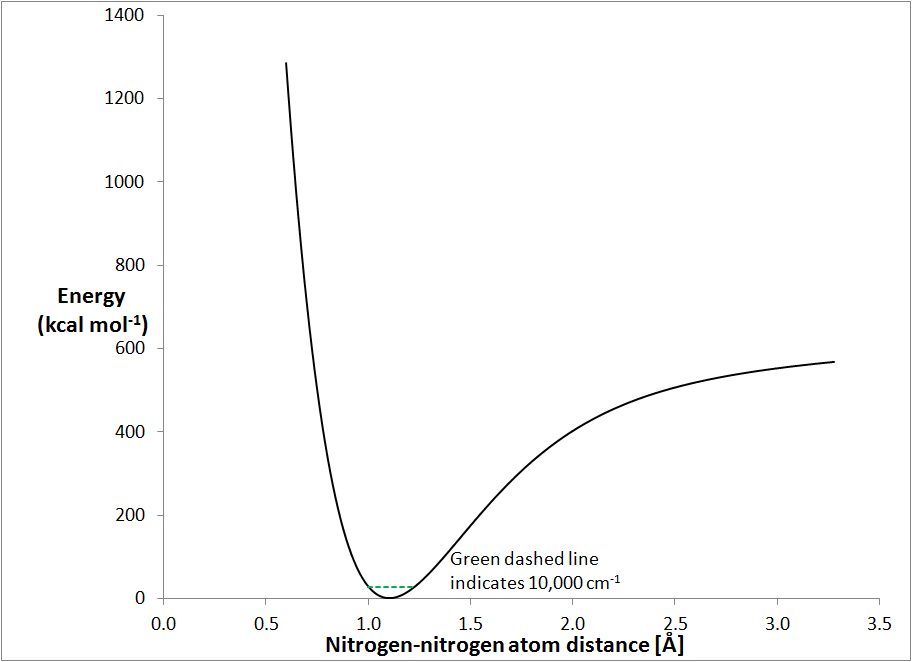 1400
1200
1000
800
600
400
200
0
Energy
(kcal mol-1)
Green dashed line
indicates 10,000 cm-1
0.0 0.5 1.0 1.5 2.0 2.5 3.0 3.5
Nitrogen-nitrogen atom distance [Å]